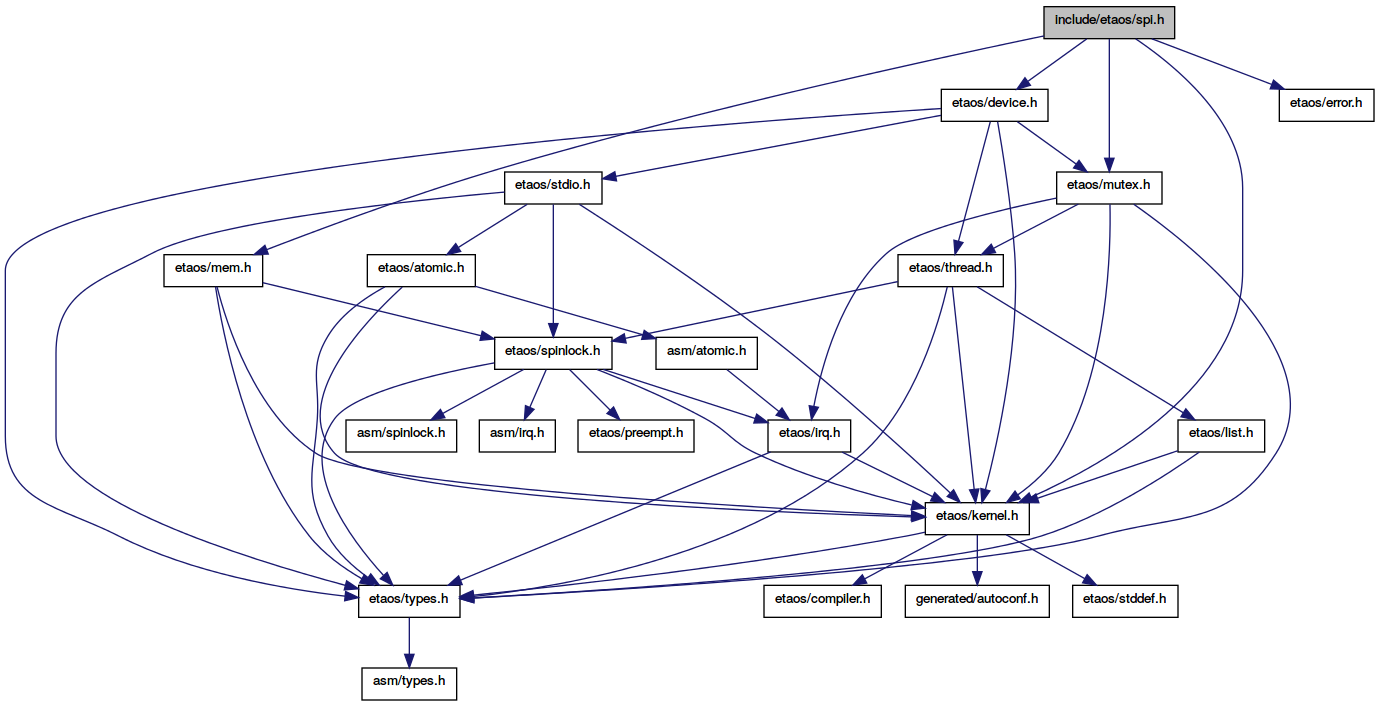 include/etaos/spi.h
etaos/device.h
etaos/error.h
etaos/stdio.h
etaos/mutex.h
etaos/mem.h
etaos/atomic.h
etaos/thread.h
etaos/spinlock.h
asm/atomic.h
asm/spinlock.h
asm/irq.h
etaos/preempt.h
etaos/irq.h
etaos/list.h
etaos/kernel.h
etaos/types.h
etaos/compiler.h
generated/autoconf.h
etaos/stddef.h
asm/types.h